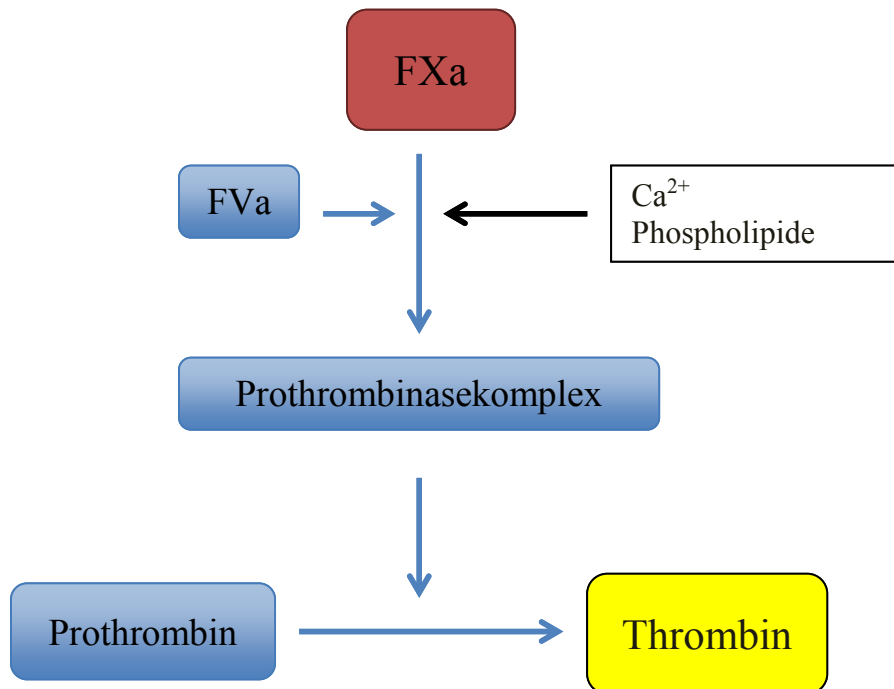 FXa
FVa
Ca²⁺
Phospholipide
Prothrombinasekomplex
Prothrombin
Thrombin